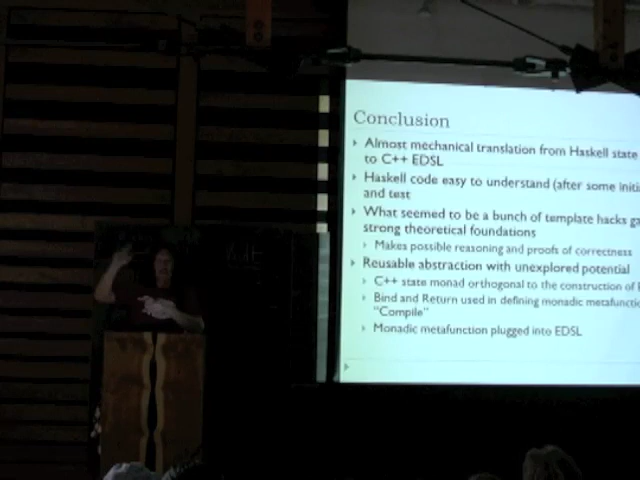 Conclusion
Almost mechanical translation from Haskell state
to C++ EDSL
Haskell code easy to understand (after some
and test
What seemed to be a bunch of template hacks
strong theoretical foundations
Makes possible reasoning and proofs of correctness
Reusable abstraction with unexplored potential
C++ state monad orthogonal to the construction of
Bind and Return used in defining monadic
"Compile"
Monadic metafunction plugged into EDSL